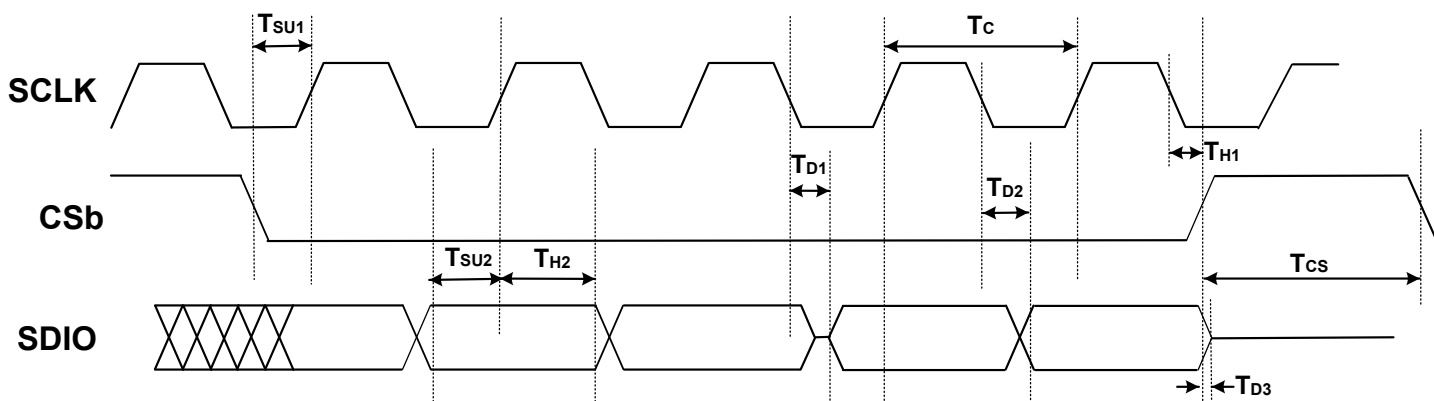 TSU1
TC
SCLK
TH1
TD1
TD2
CSb
TSU2
TH2
TCS
SDIO
TD3